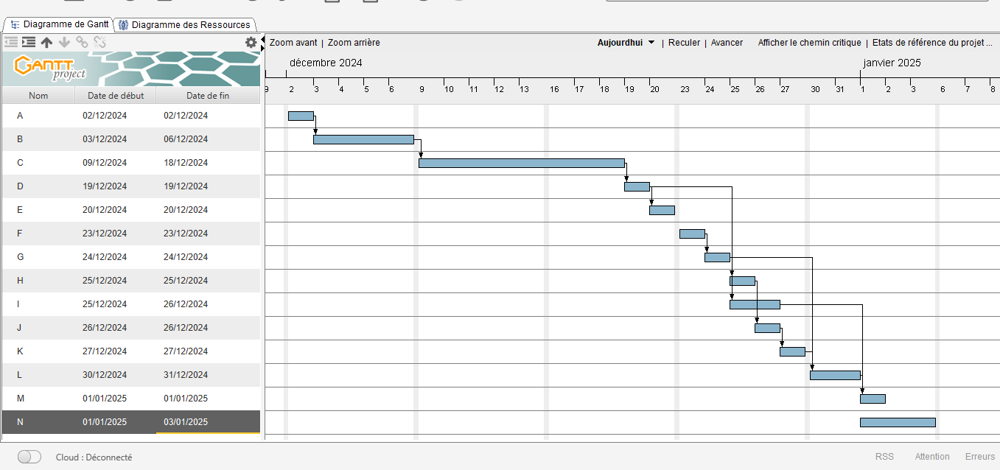 Diagramme de Gantt Diagramme des Ressources
Zoom avant | Zoom arrière Aujourd'hui | Reculer | Avancer Afficher le chemin critique | Etats de référence du projet ...
GANTT project
décembre 2024 janvier 2025
9 2 3 4 5 6 9 10 11 12 13 16 17 18 19 20 23 24 25 26 27 30 31 1 2 3 6 7 8
Nom Date de début Date de fin
A 02/12/2024 02/12/2024
B 03/12/2024 06/12/2024
C 09/12/2024 18/12/2024
D 19/12/2024 19/12/2024
E 20/12/2024 20/12/2024
F 23/12/2024 23/12/2024
G 24/12/2024 24/12/2024
H 25/12/2024 25/12/2024
I 25/12/2024 26/12/2024
J 26/12/2024 26/12/2024
K 27/12/2024 27/12/2024
L 30/12/2024 31/12/2024
M 01/01/2025 01/01/2025
N 01/01/2025 03/01/2025
Cloud : Déconnecté RSS Attention Erreurs